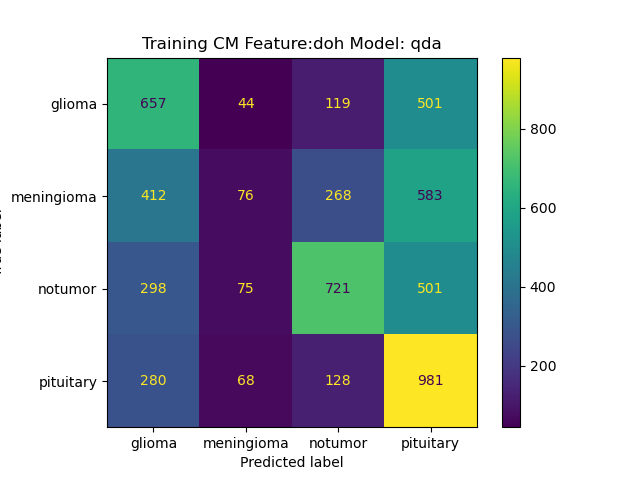 Training CM Feature:doh Model: qda
glioma 657 44 119 501
meningioma 412 76 268 583
notumor 298 75 721 501
pituitary 280 68 128 981
glioma meningioma notumor pituitary
Predicted label
800
600
400
200